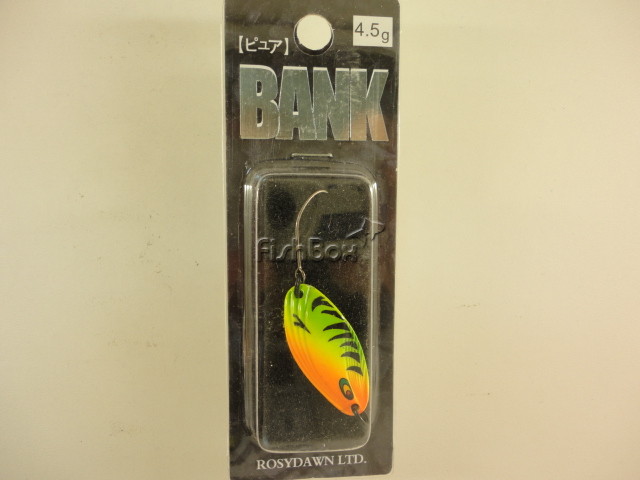 4.5g
【ピュア】
BANK
FishBox
ROSYDAWN LTD.